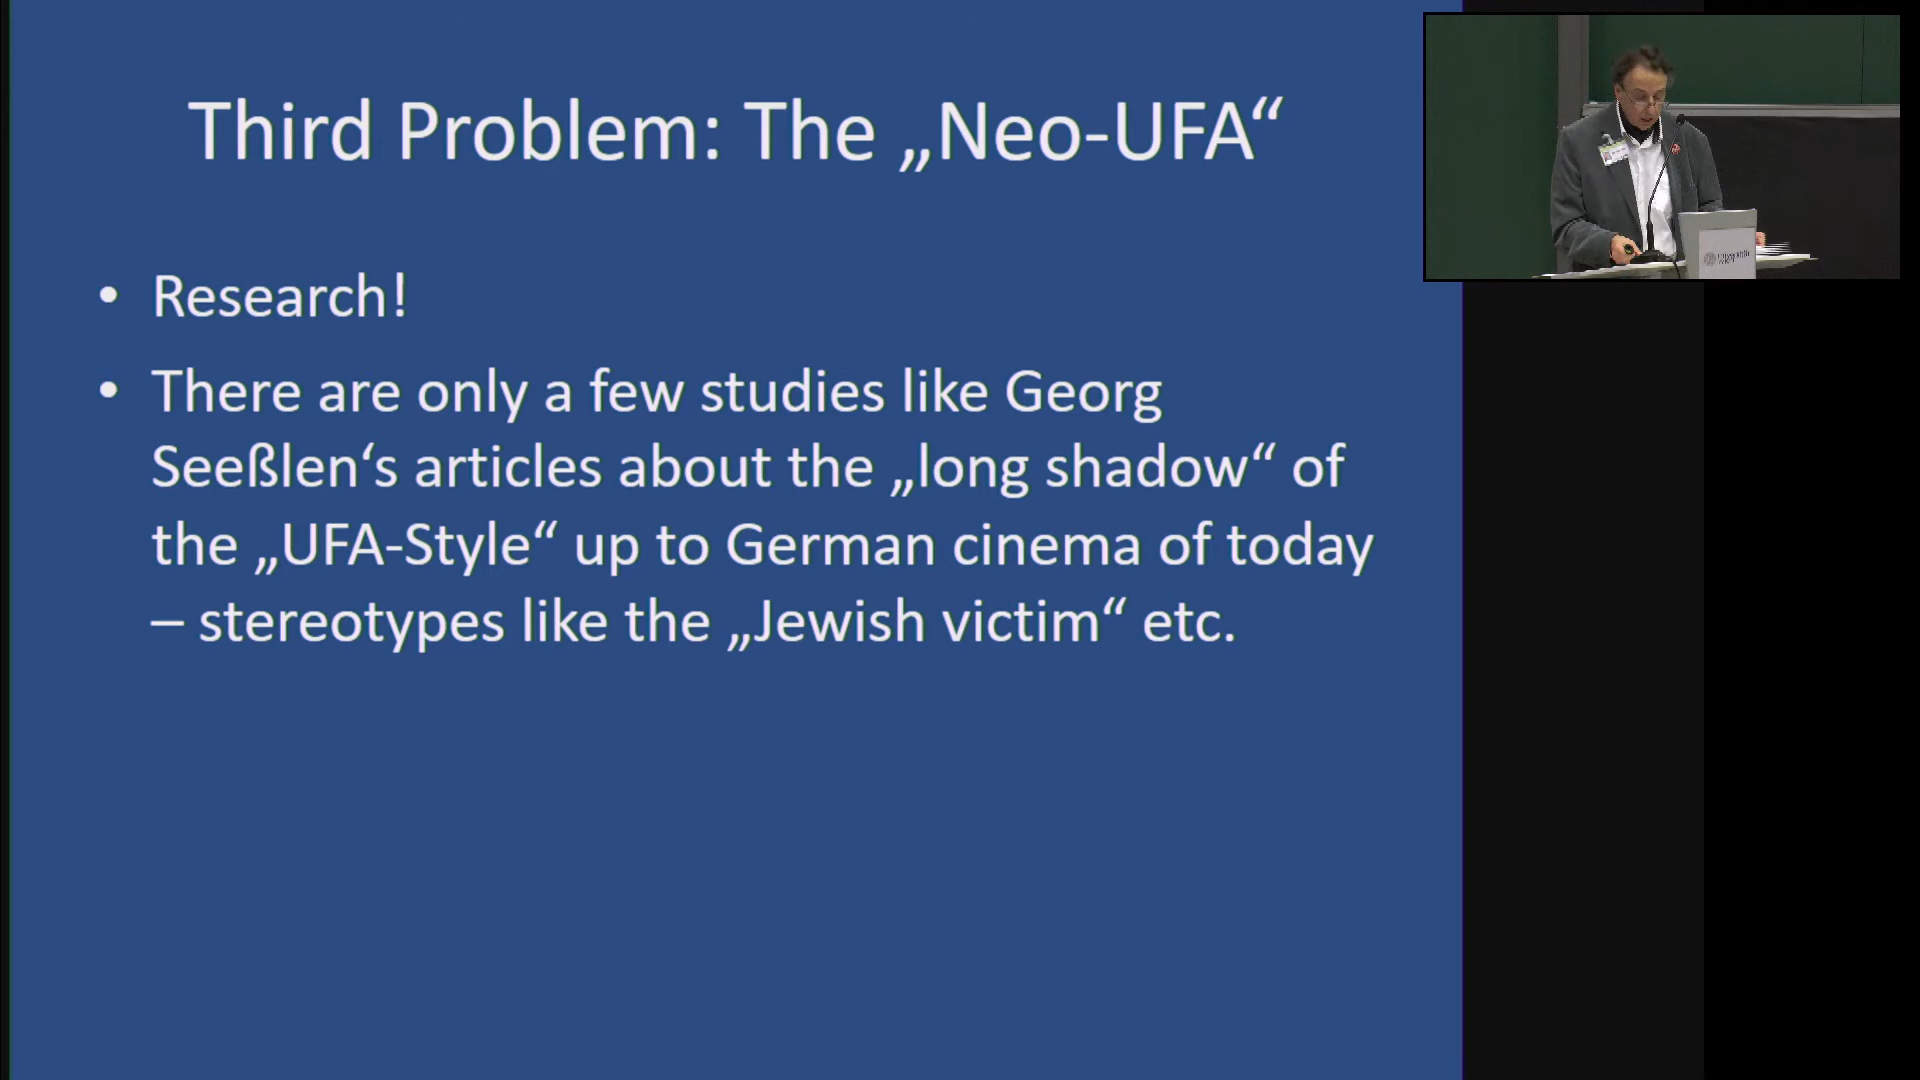 Third Problem: The „Neo-UFA“
• Research!
• There are only a few studies like Georg
Seeßlen‘s articles about the „long shadow“ of
the „UFA-Style“ up to German cinema of today
– stereotypes like the „Jewish victim“ etc.